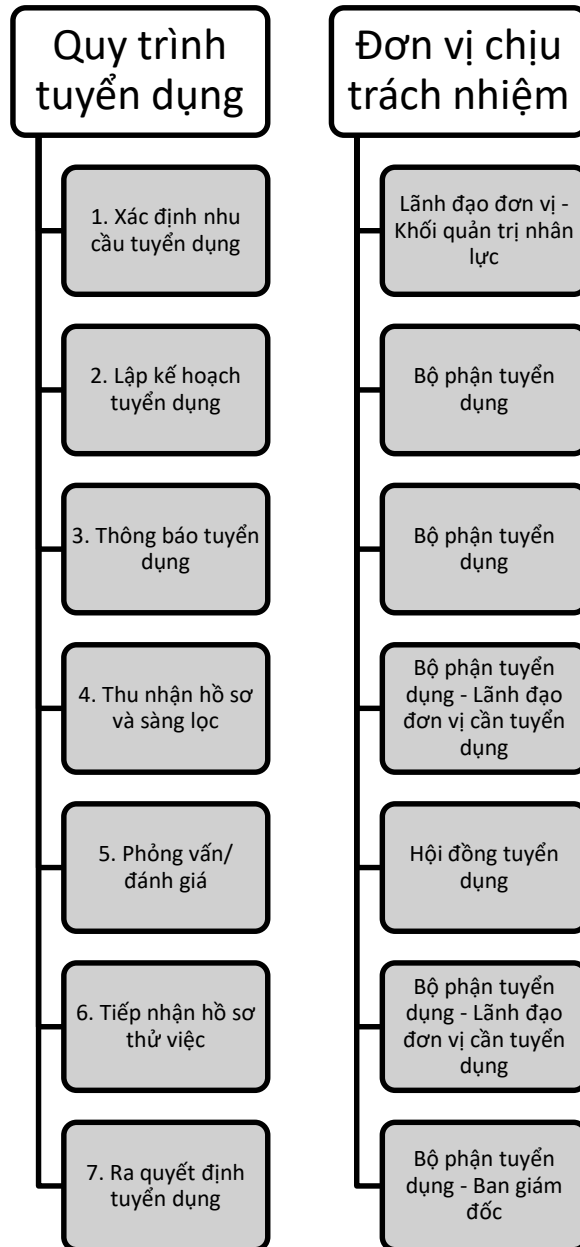 Quy trình
tuyển dụng
Đơn vị chịu
trách nhiệm
1. Xác định nhu
cầu tuyển dụng
Lãnh đạo đơn vị -
Khối quản trị nhân
lực
2. Lập kế hoạch
tuyển dụng
Bộ phận tuyển
dụng
3. Thông báo tuyển
dụng
Bộ phận tuyển
dụng
4. Thu nhận hồ sơ
và sàng lọc
Bộ phận tuyển
dụng - Lãnh đạo
đơn vị cần tuyển
dụng
5. Phỏng vấn/
đánh giá
Hội đồng tuyển
dụng
6. Tiếp nhận hồ sơ
thử việc
Bộ phận tuyển
dụng - Lãnh đạo
đơn vị cần tuyển
dụng
7. Ra quyết định
tuyển dụng
Bộ phận tuyển
dụng - Ban giám
đốc